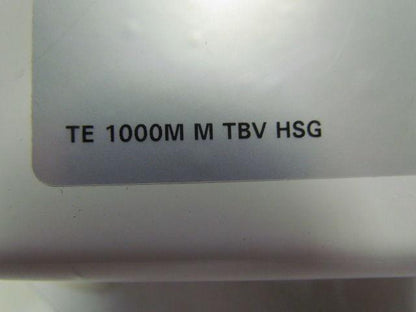 TE 1000M M TBV HSG